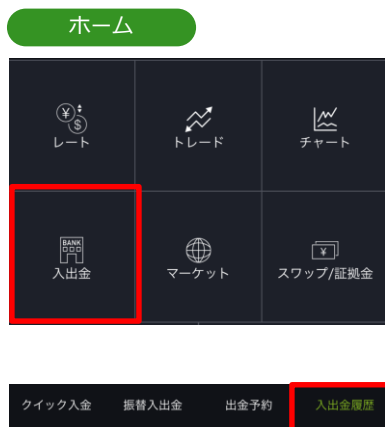 ホーム
レート
トレード
チャート
BANK
入出金
マーケット
スワップ/証拠金
クイック入金 振替入出金 出金予約 入出金履歴